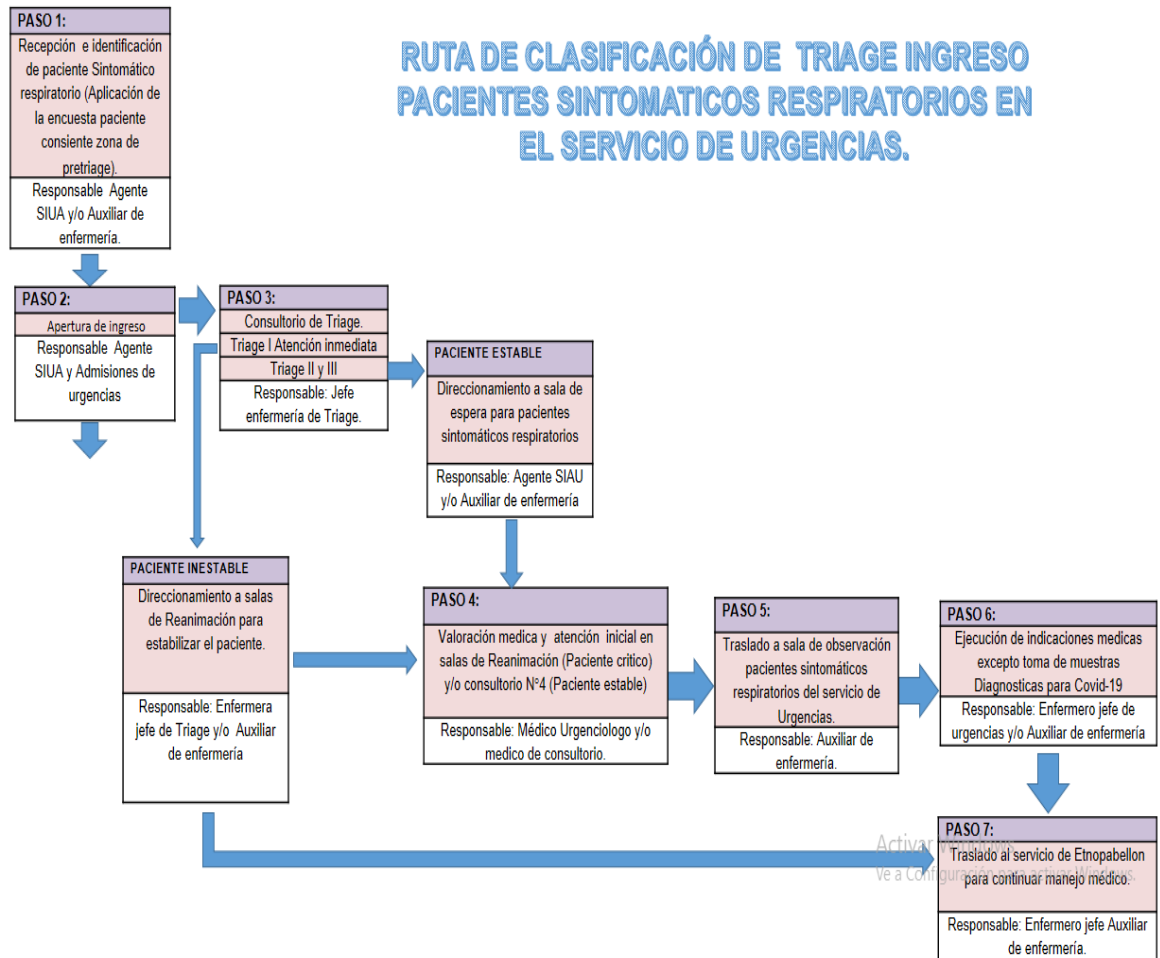 RUTA DE CLASIFICACIÓN DE TRIAGE INGRESO
PACIENTES SINTOMATICOS RESPIRATORIOS EN
EL SERVICIO DE URGENCIAS.
PASO 1:
Recepción e identificación
de paciente Sintomático
respiratorio (Aplicación de
la encuesta paciente
consiente zona de
pretriage).
Responsable Agente
SIUA y/o Auxiliar de
enfermería.
PASO 2:
Apertura de ingreso
Responsable Agente
SIUA y Admisiones de
urgencias
PASO 3:
Consultorio de Triage.
Triage I Atención inmediata
Triage II y III
Responsable: Jefe
enfermería de Triage.
PACIENTE ESTABLE
Direccionamiento a sala de
espera para pacientes
sintomáticos respiratorios
Responsable: Agente SIAU
y/o Auxiliar de enfermería
PACIENTE INESTABLE
Direccionamiento a salas
de Reanimación para
estabilizar el paciente.
Responsable: Enfermera
jefe de Triage y/o Auxiliar
de enfermería
PASO 4:
Valoración medica y atención inicial en
salas de Reanimación (Paciente critico)
y/o consultorio N°4 (Paciente estable)
Responsable: Médico Urgenciologo y/o
medico de consultorio.
PASO 5:
Traslado a sala de observación
pacientes sintomáticos
respiratorios del servicio de
Urgencias.
Responsable: Auxiliar de
enfermería.
PASO 6:
Ejecución de indicaciones medicas
excepto toma de muestras
Diagnosticas para Covid-19
Responsable: Enfermero jefe de
urgencias y/o Auxiliar de enfermería
PASO 7:
Traslado al servicio de Etnopabellon
para continuar manejo médico.
Responsable: Enfermero jefe Auxiliar
de enfermería.
Activar Windows
Ve a Configuración para activar Windows.